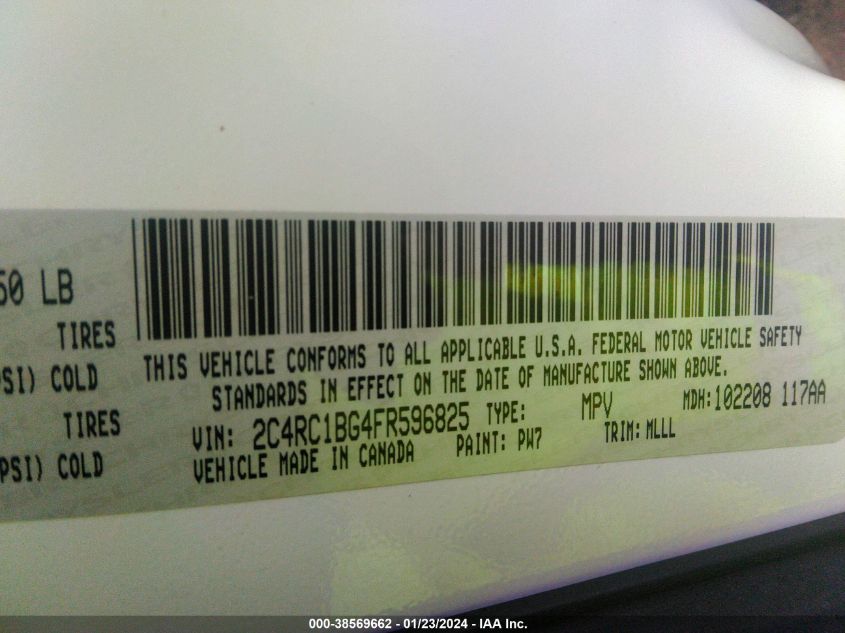 50 LB
TIRES
PSI) COLD
TIRES
PSI) COLD
THIS VEHICLE CONFORMS TO ALL APPLICABLE U.S.A. FEDERAL MOTOR VEHICLE SAFETY
STANDARDS IN EFFECT ON THE DATE OF MANUFACTURE SHOWN ABOVE.
VIN: 2C4RC1BG4FR596825 TYPE: MPV MDH: 102208 117AA
VEHICLE MADE IN CANADA PAINT: PW7 TRIM: MLLL
000-38569662 - 01/23/2024 - IAA Inc.